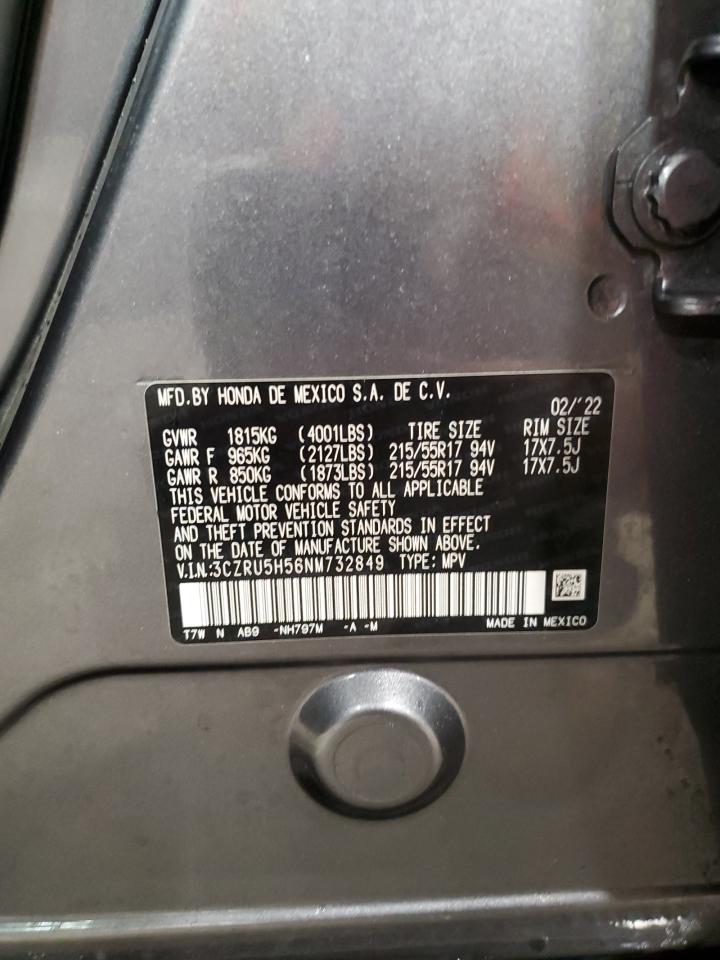 MFD.BY HONDA DE MEXICO S.A. DE C.V.
02/'22
GVWR 1815KG (4001LBS) TIRE SIZE RIM SIZE
GAWR F 965KG (2127LBS) 215/55R17 94V 17X7.5J
GAWR R 850KG (1873LBS) 215/55R17 94V 17X7.5J
THIS VEHICLE CONFORMS TO ALL APPLICABLE
FEDERAL MOTOR VEHICLE SAFETY
AND THEFT PREVENTION STANDARDS IN EFFECT
ON THE DATE OF MANUFACTURE SHOWN ABOVE.
V.I.N.:3CZRU5H56NM732849 TYPE: MPV
T7W N AB9 -NH797M -A -M MADE IN MEXICO